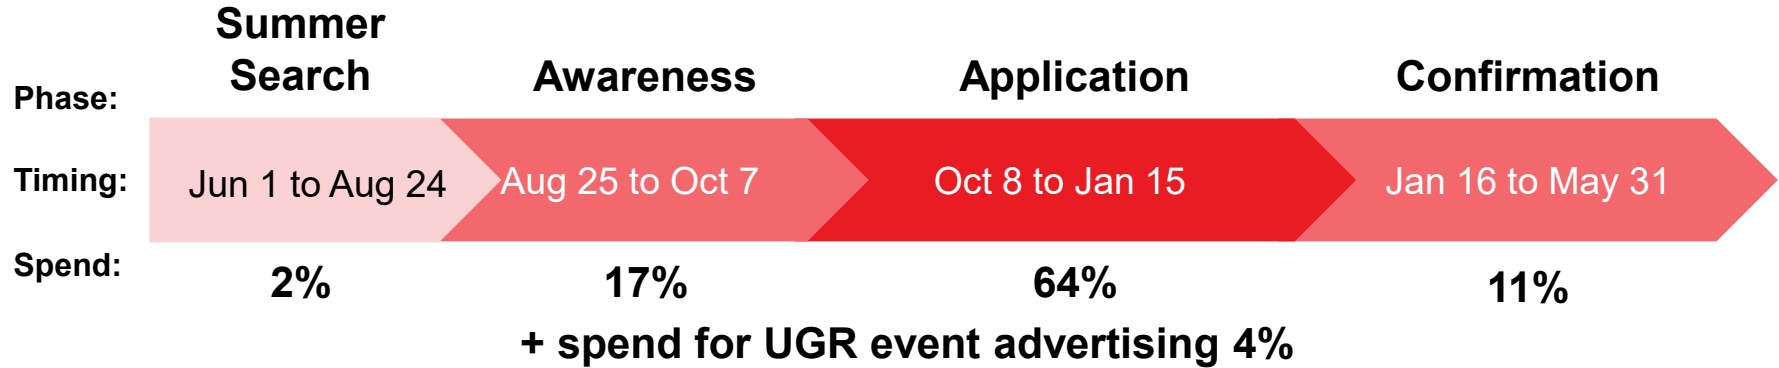 Phase:
Summer
Search
Awareness
Application
Confirmation
Timing:
Jun 1 to Aug 24
Aug 25 to Oct 7
Oct 8 to Jan 15
Jan 16 to May 31
Spend:
2%
17%
64%
11%
+ spend for UGR event advertising 4%